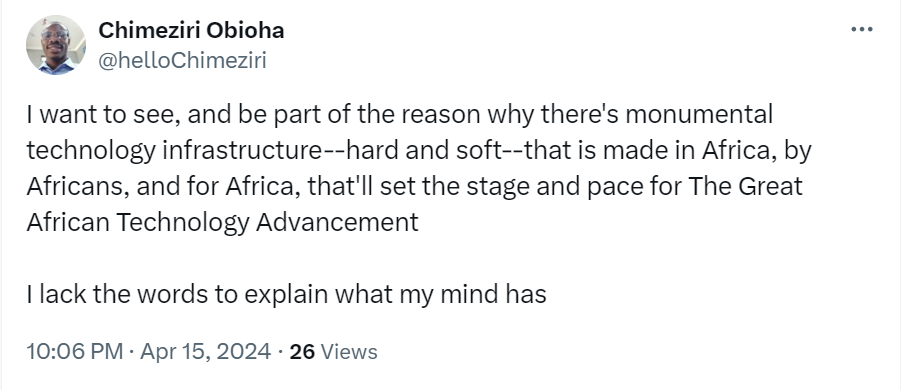 Chimeziri Obioha
@helloChimeziri
I want to see, and be part of the reason why there's monumental
technology infrastructure--hard and soft--that is made in Africa, by
Africans, and for Africa, that'll set the stage and pace for The Great
African Technology Advancement
I lack the words to explain what my mind has
10:06 PM · Apr 15, 2024 · 26 Views